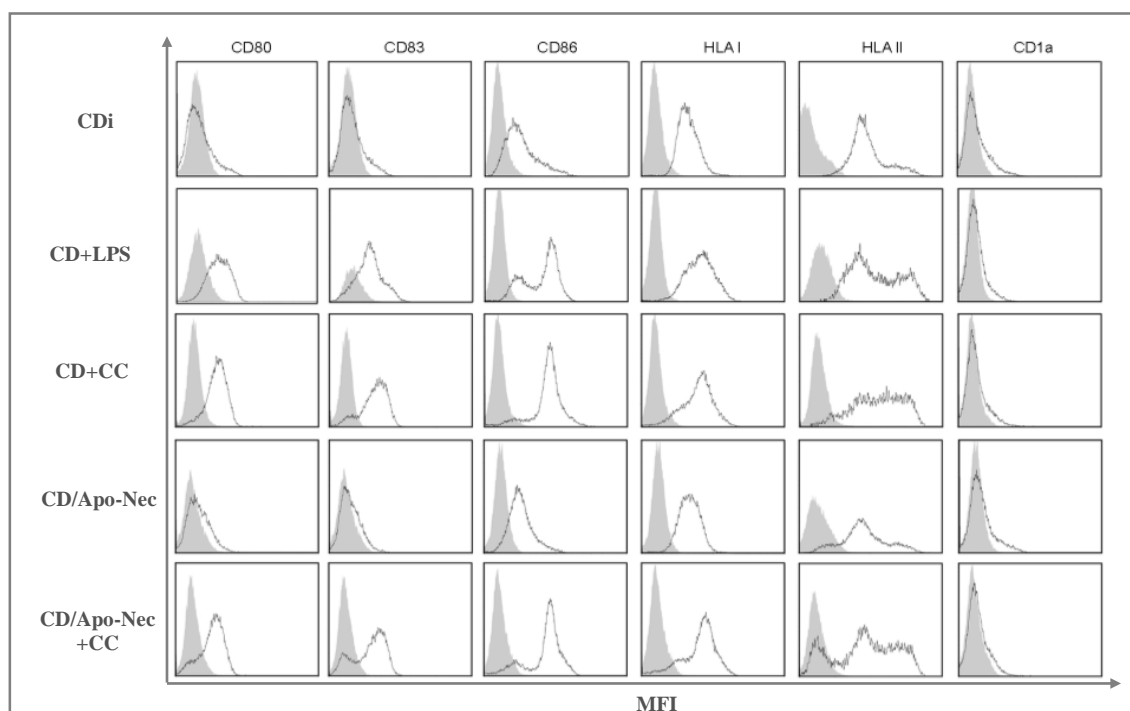 CD80 CD83 CD86 HLA I HLA II CD1a
CDi
CD+LPS
CD+CC
CD/Apo-Nec
CD/Apo-Nec
+CC
MFI